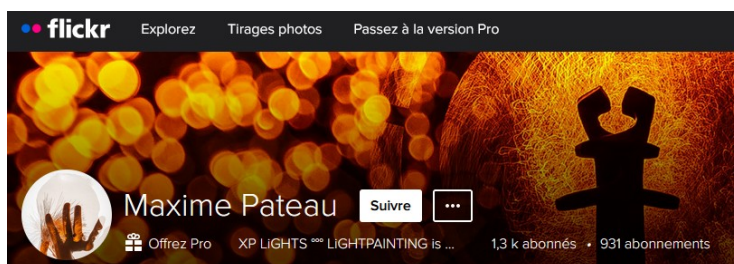 flickr Explorez Tirages photos Passez à la version Pro
Maxime Pateau Suivre ...
Offrez Pro XP LiGHTS °°° LiGHTPAINTING is ... 1,3 k abonnés • 931 abonnements